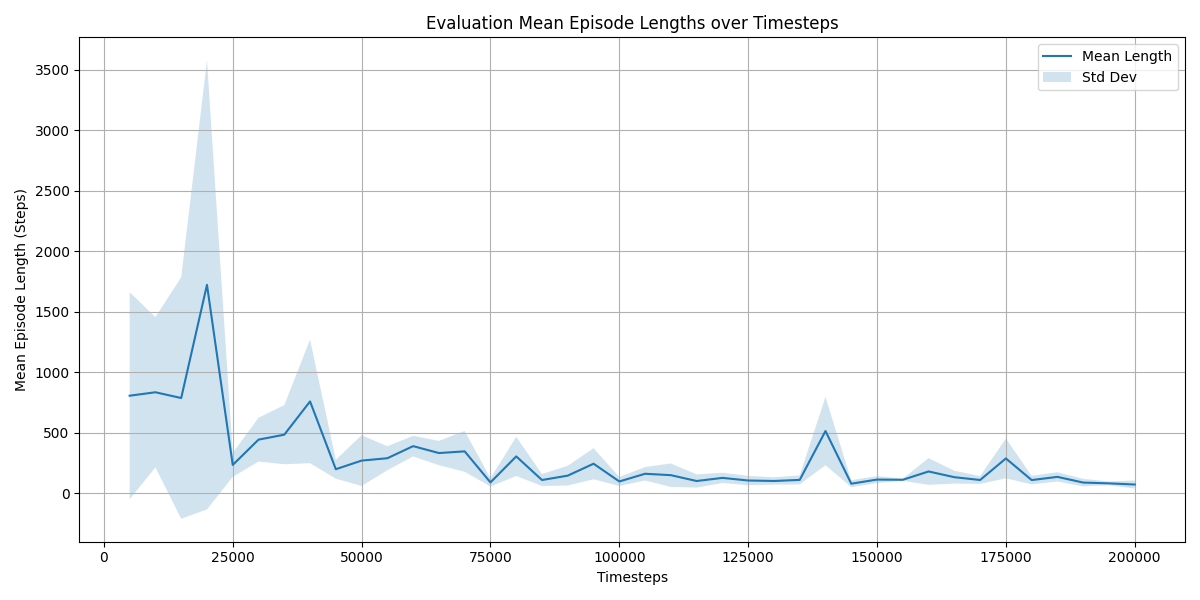 Evaluation Mean Episode Lengths over Timesteps
Mean Length
Std Dev
Mean Episode Length (Steps)
3500
3000
2500
2000
1500
1000
500
0
0 25000 50000 75000 100000 125000 150000 175000 200000
Timesteps